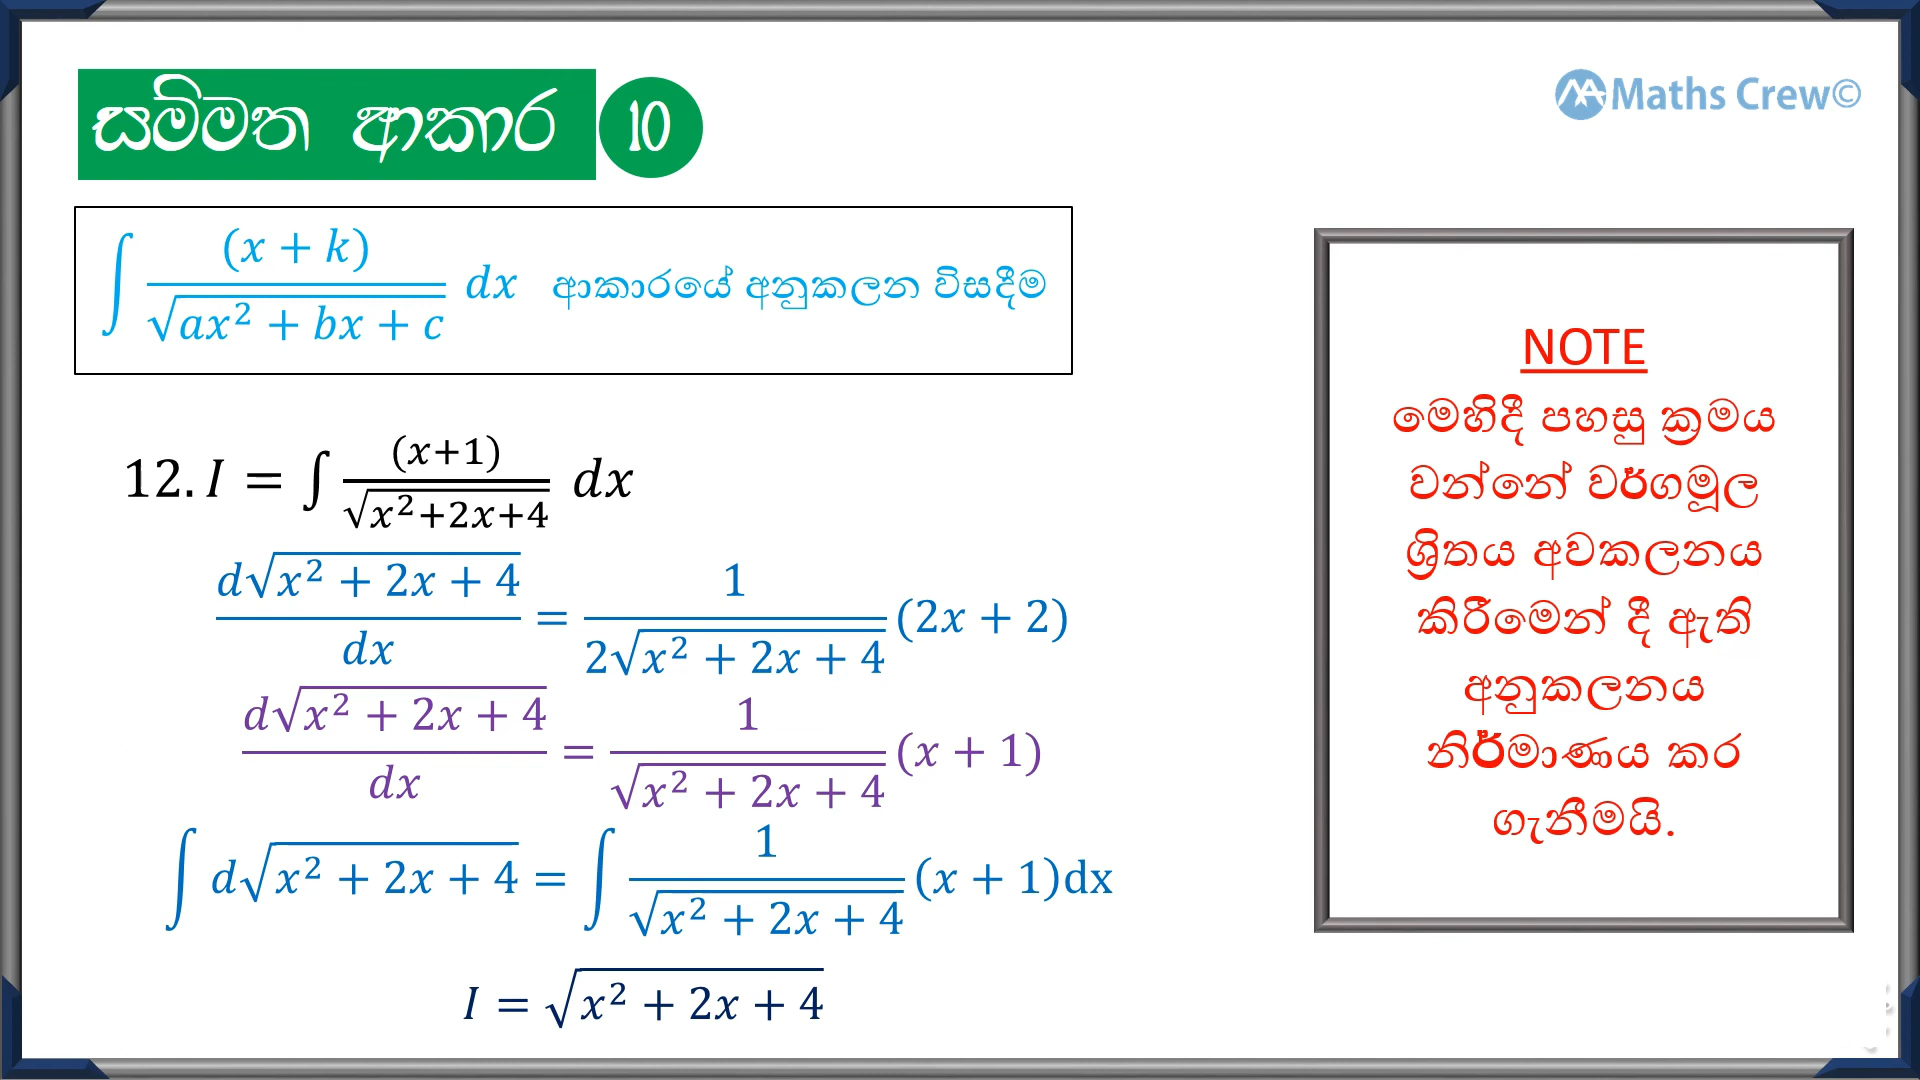 සම්මත ආකාර 10
Maths Crew©
∫ (x + k) / √(ax² + bx + c) dx ආකාරයේ අනුකලන විසදීම
12. I = ∫ (x+1) / √(x²+2x+4) dx
d√(x² + 2x + 4) / dx = 1 / 2√(x² + 2x + 4) (2x + 2)
d√(x² + 2x + 4) / dx = 1 / √(x² + 2x + 4) (x + 1)
∫ d√(x² + 2x + 4) = ∫ 1 / √(x² + 2x + 4) (x + 1)dx
I = √(x² + 2x + 4)
NOTE
මෙහිදී පහසු ක්‍රමය
වන්නේ වර්ගමූල
ශ්‍රිතය අවකලනය
කිරීමෙන් දී ඇති
අනුකලනය
නිර්මාණය කර
ගැනීමයි.